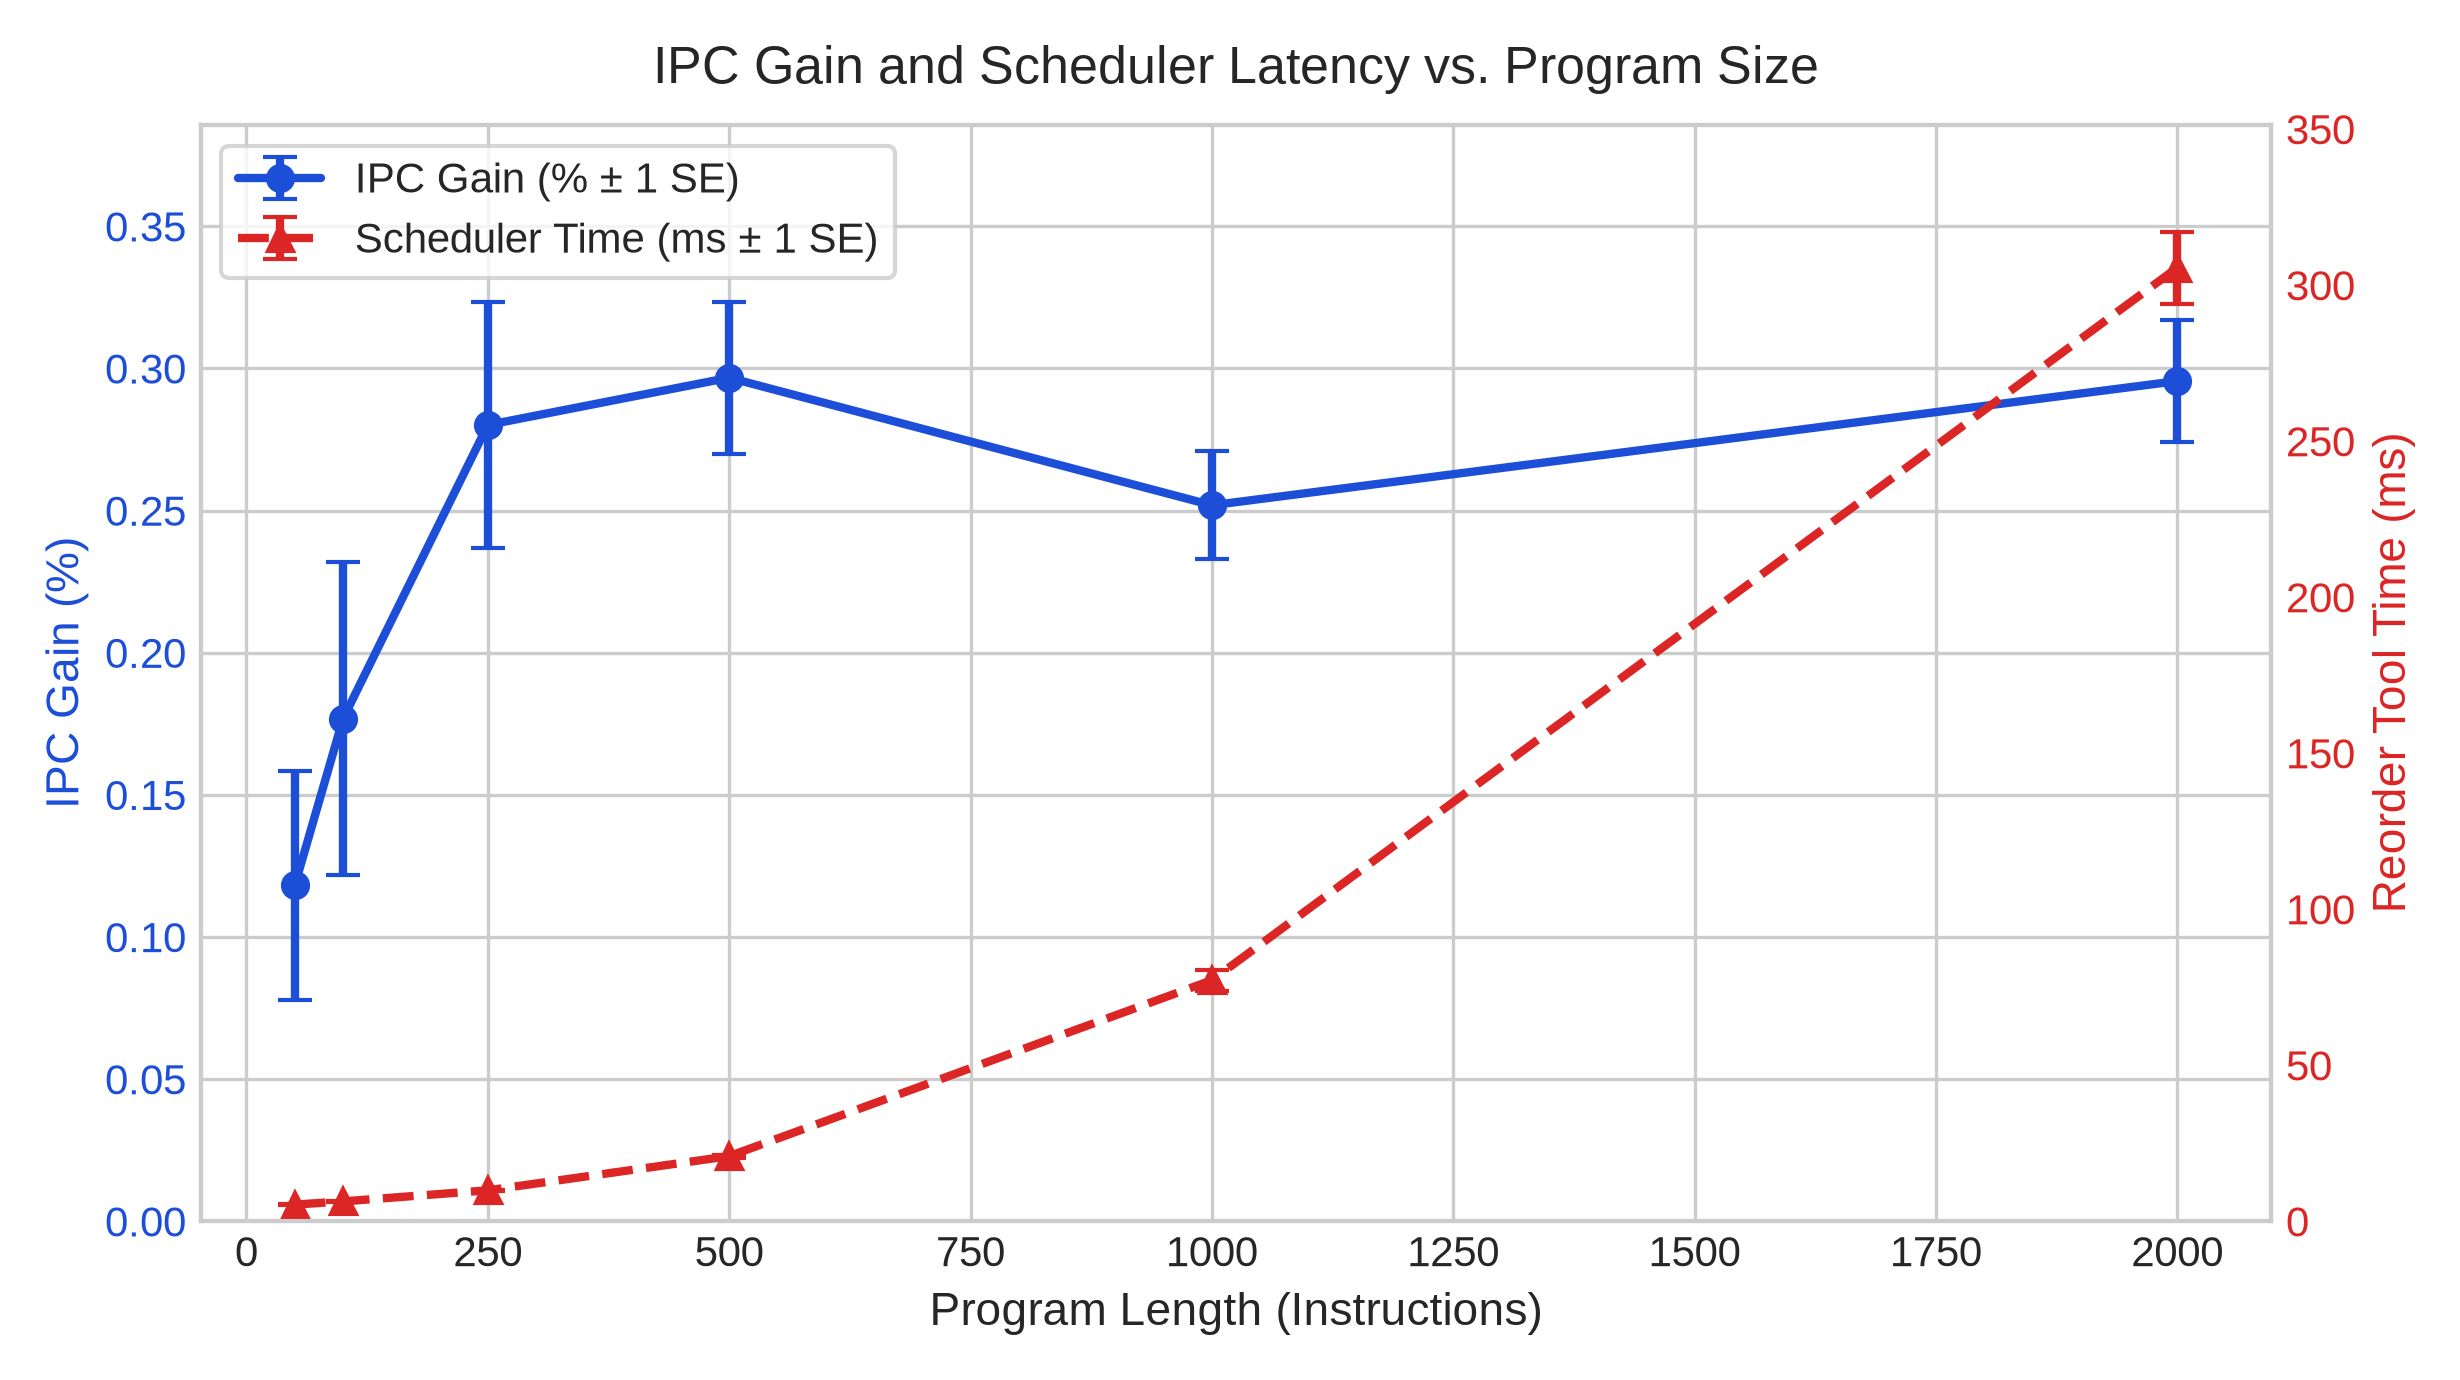 IPC Gain and Scheduler Latency vs. Program Size
IPC Gain (% ± 1 SE)
Scheduler Time (ms ± 1 SE)
IPC Gain (%)
0.35
0.30
0.25
0.20
0.15
0.10
0.05
0.00
350
300
250
200
150
100
50
0
Reorder Tool Time (ms)
0 250 500 750 1000 1250 1500 1750 2000
Program Length (Instructions)